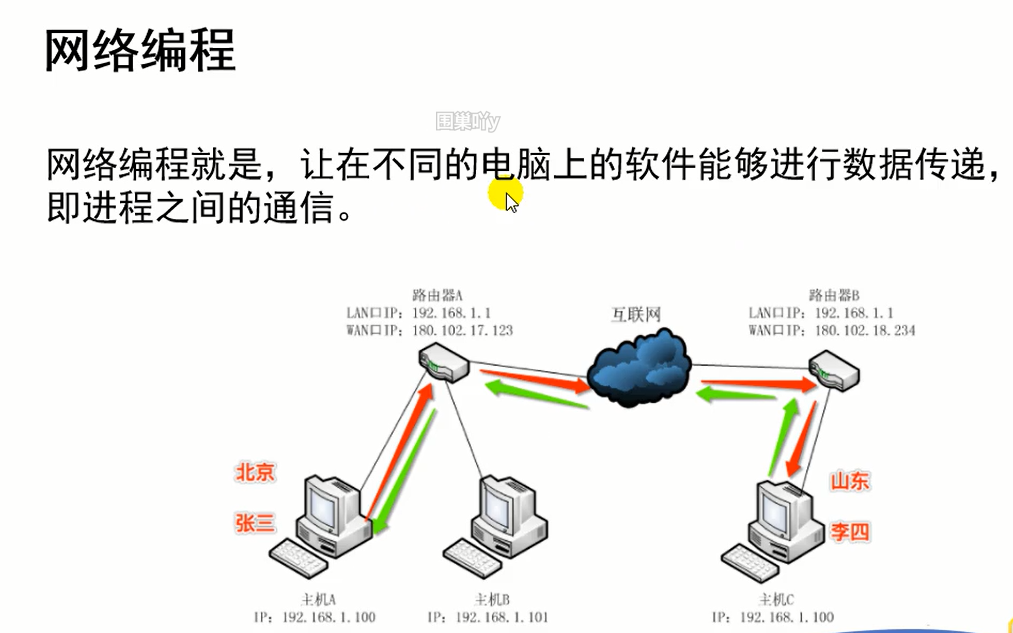 网络编程
围巢吖y
网络编程就是，让在不同的电脑上的软件能够进行数据传递，
即进程之间的通信。
路由器A
LAN口IP：192.168.1.1
WAN口IP：180.102.17.123
互联网
路由器B
LAN口IP：192.168.1.1
WAN口IP：180.102.18.234
北京
张三
山东
李四
主机A
IP：192.168.1.100
主机B
IP：192.168.1.101
主机C
IP：192.168.1.100